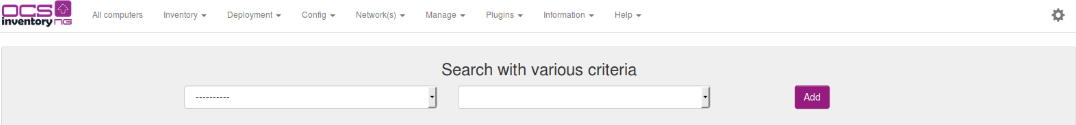 OCS
inventory NG
All computers Inventory Deployment Config Network(s) Manage Plugins Information Help
Search with various criteria
----------
Add